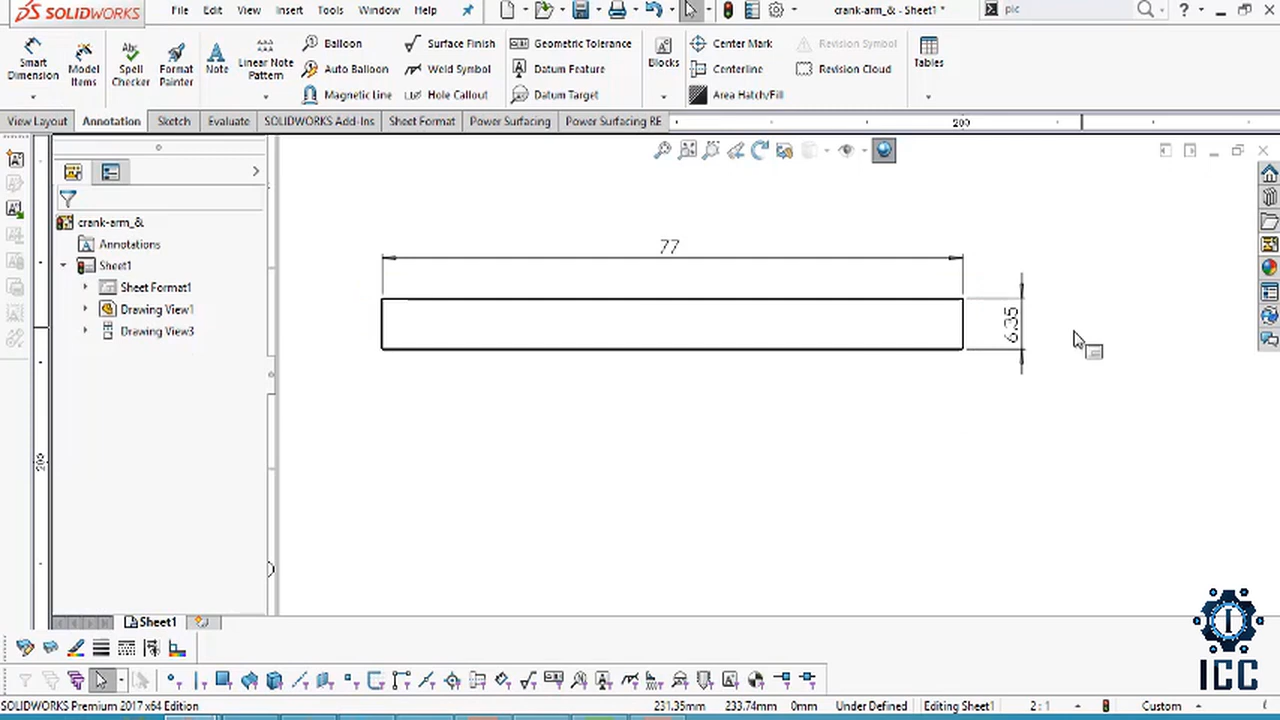 DS SOLIDWORKS File Edit View Insert Tools Window Help crank-arm_& - Sheet1 * pic ?
Smart Dimension
Model Items
Spell Checker
Format Painter
Note
Linear Note Pattern
Balloon
Auto Balloon
Magnetic Line
Surface Finish
Weld Symbol
Hole Callout
Geometric Tolerance
Datum Feature
Datum Target
Blocks
Center Mark
Centerline
Area Hatch/Fill
Revision Symbol
Revision Cloud
Tables
View Layout Annotation Sketch Evaluate SOLIDWORKS Add-Ins Sheet Format Power Surfacing Power Surfacing RE
200
crank-arm_&
Annotations
Sheet1
Sheet Format1
Drawing View1
Drawing View3
77
6.35
200
Sheet1
ICC
SOLIDWORKS Premium 2017 x64 Edition 231.35mm 233.74mm 0mm Under Defined Editing Sheet1 2:1 Custom